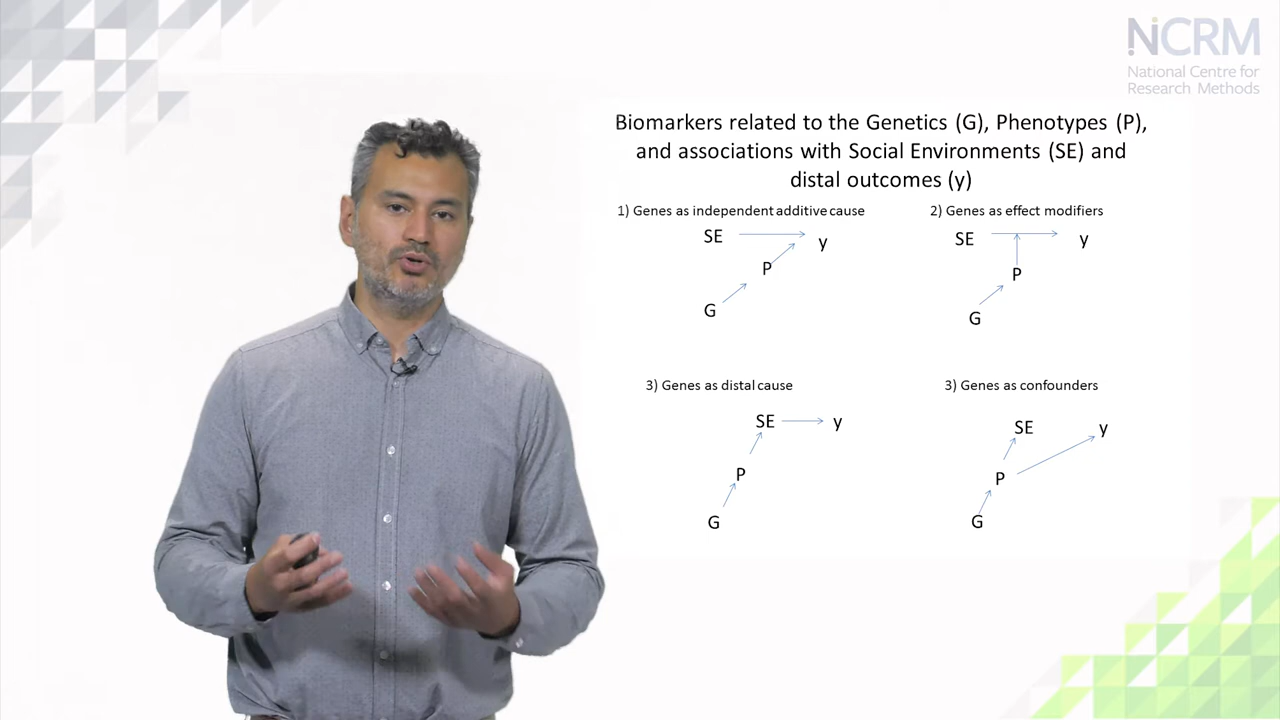 NCRM
National Centre for
Research Methods
Biomarkers related to the Genetics (G), Phenotypes (P),
and associations with Social Environments (SE) and
distal outcomes (y)
1) Genes as independent additive cause
SE
y
P
G
2) Genes as effect modifiers
SE
y
P
G
3) Genes as distal cause
SE
y
P
G
3) Genes as confounders
SE
y
P
G